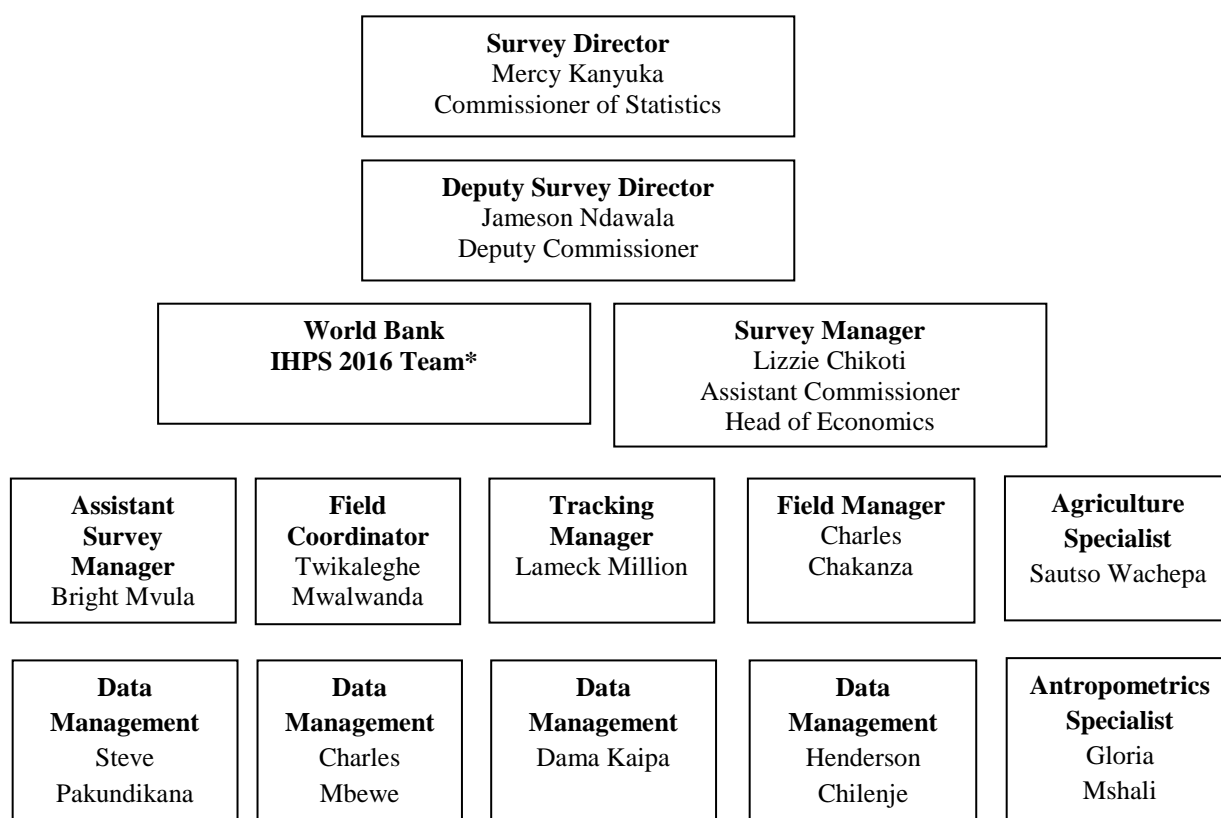 Survey Director
Mercy Kanyuka
Commissioner of Statistics
Deputy Survey Director
Jameson Ndawala
Deputy Commissioner
World Bank
IHPS 2016 Team*
Survey Manager
Lizzie Chikoti
Assistant Commissioner
Head of Economics
Assistant
Survey
Manager
Bright Mvula
Field
Coordinator
Twikaleghe
Mwalwanda
Tracking
Manager
Lameck Million
Field Manager
Charles
Chakanza
Agriculture
Specialist
Sautso Wachepa
Data
Management
Steve
Pakundikana
Data
Management
Charles
Mbewe
Data
Management
Dama Kaipa
Data
Management
Henderson
Chilenje
Antropometrics
Specialist
Gloria
Mshali